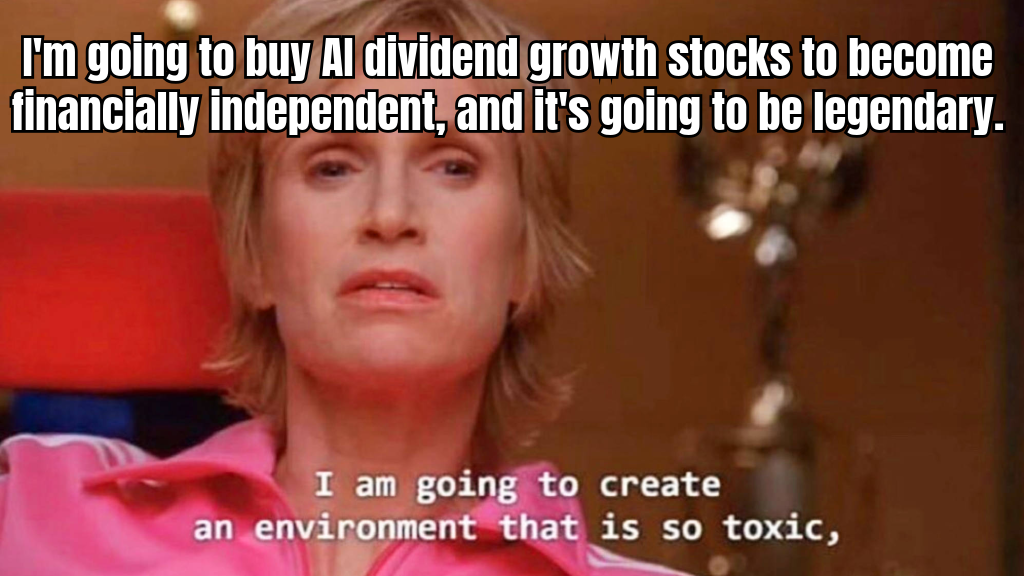 I'm going to buy AI dividend growth stocks to become
financially independent, and it's going to be legendary.
I am going to create
an environment that is so toxic,